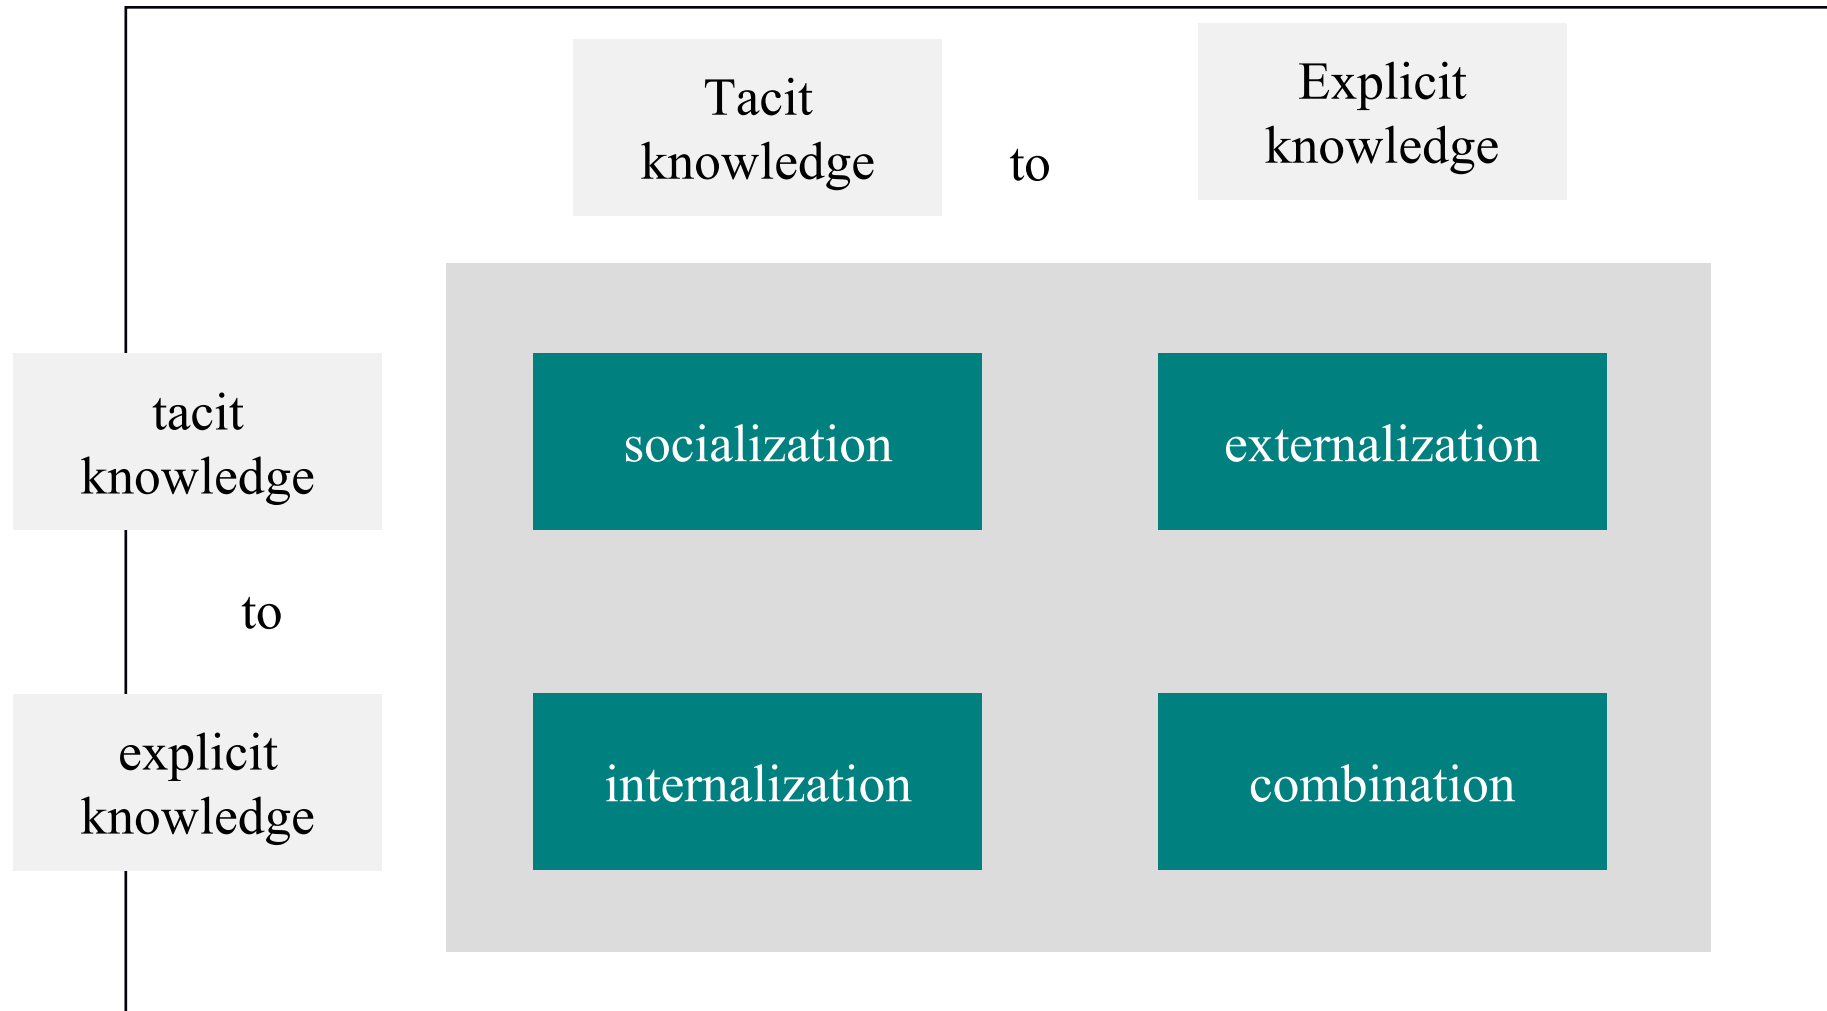 Tacit
knowledge
to
Explicit
knowledge
tacit
knowledge
socialization
externalization
to
explicit
knowledge
internalization
combination